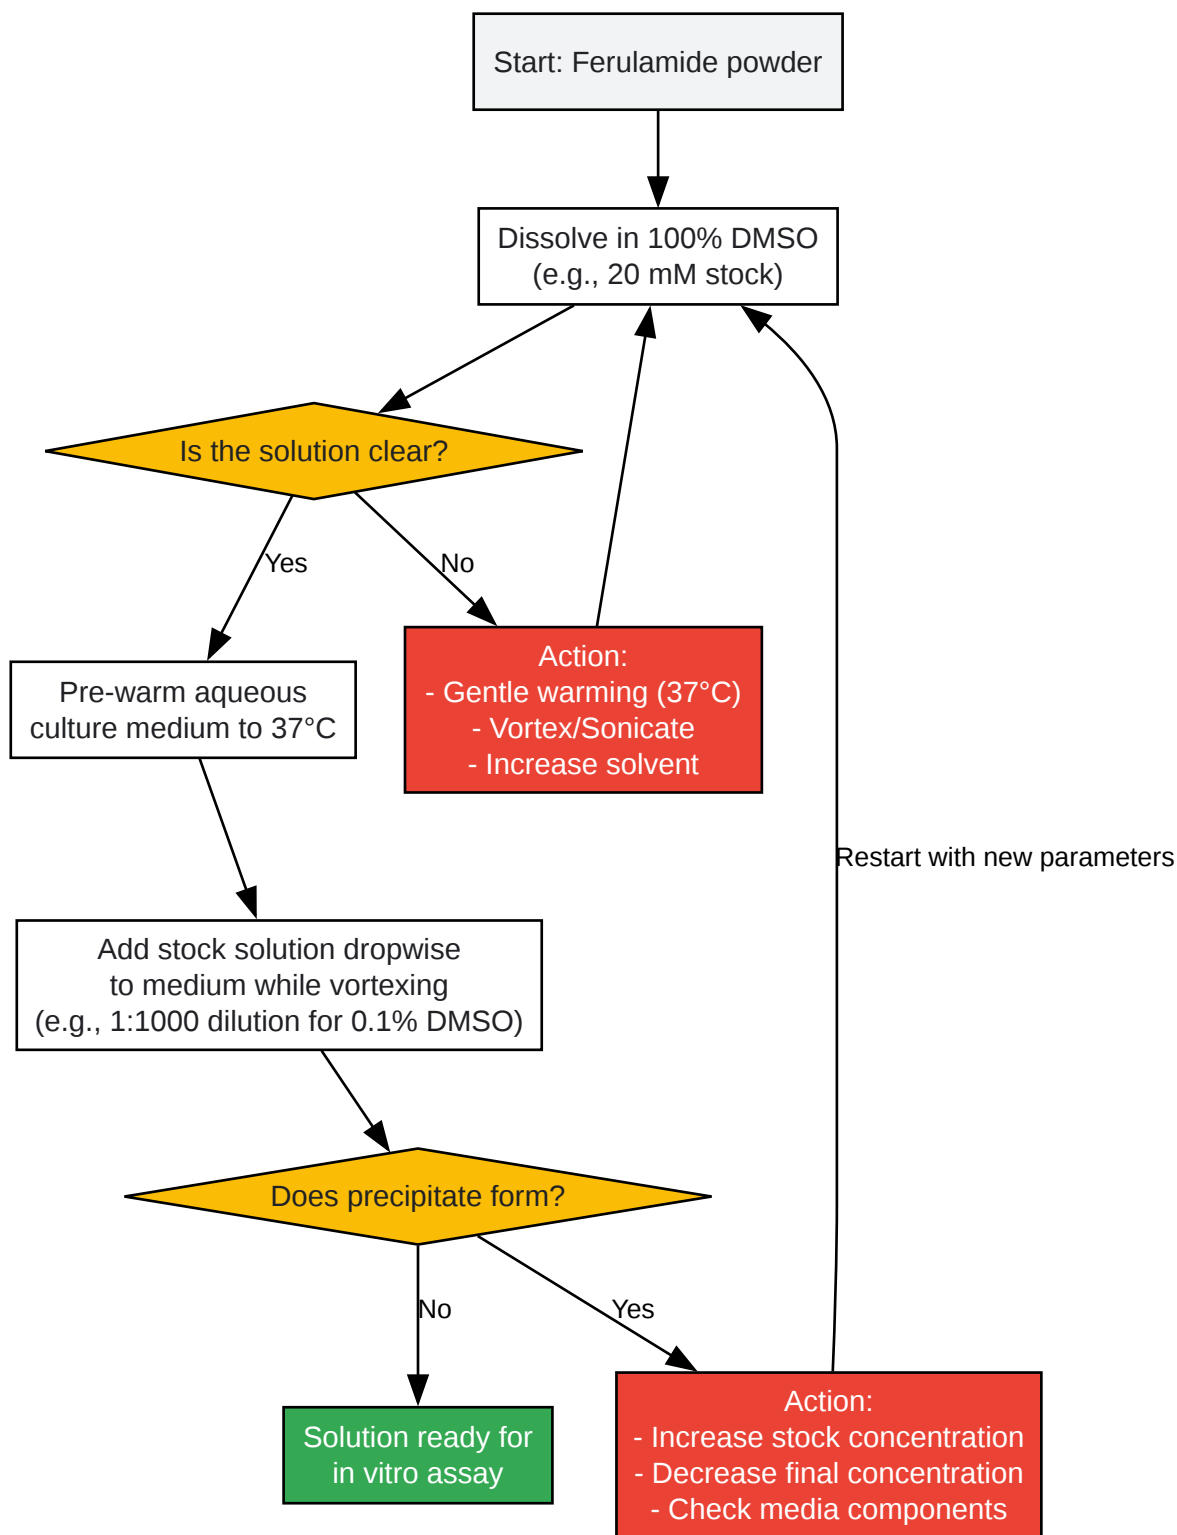 Start: Ferulamide powder
Dissolve in 100% DMSO
(e.g., 20 mM stock)
Is the solution clear?
Yes
No
Pre-warm aqueous
culture medium to 37°C
Action:
- Gentle warming (37°C)
- Vortex/Sonicate
- Increase solvent
Restart with new parameters
Add stock solution dropwise
to medium while vortexing
(e.g., 1:1000 dilution for 0.1% DMSO)
Does precipitate form?
No
Yes
Solution ready for
in vitro assay
Action:
- Increase stock concentration
- Decrease final concentration
- Check media components